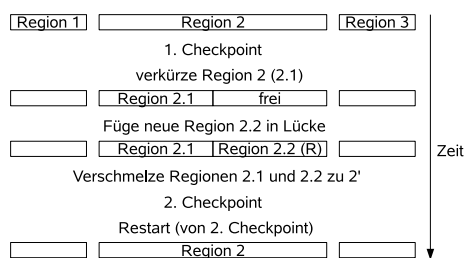 Region 1 Region 2 Region 3
1. Checkpoint
verkürze Region 2 (2.1)
Region 2.1 frei
Füge neue Region 2.2 in Lücke
Region 2.1 Region 2.2 (R)
Zeit
Verschmelze Regionen 2.1 und 2.2 zu 2'
2. Checkpoint
Restart (von 2. Checkpoint)
Region 2